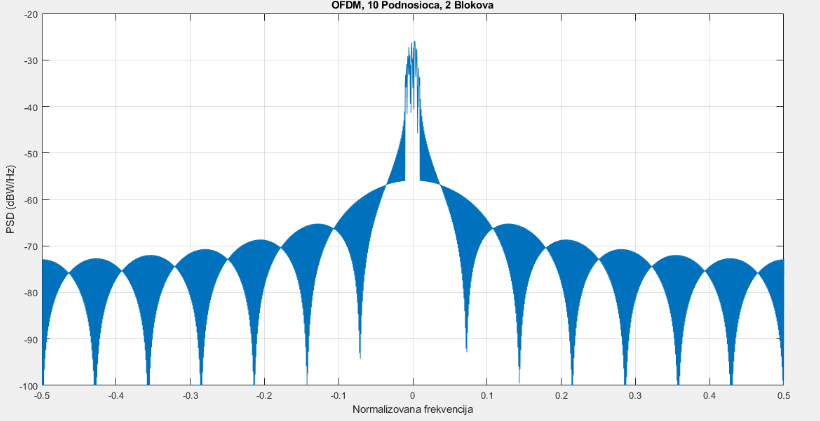 OFDM, 10 Podnosioca, 2 Blokova
-20
-30
-40
-50
-60
-70
-80
-90
-100
PSD (dBW/Hz)
-0.5 -0.4 -0.3 -0.2 -0.1 0 0.1 0.2 0.3 0.4 0.5
Normalizovana frekvencija